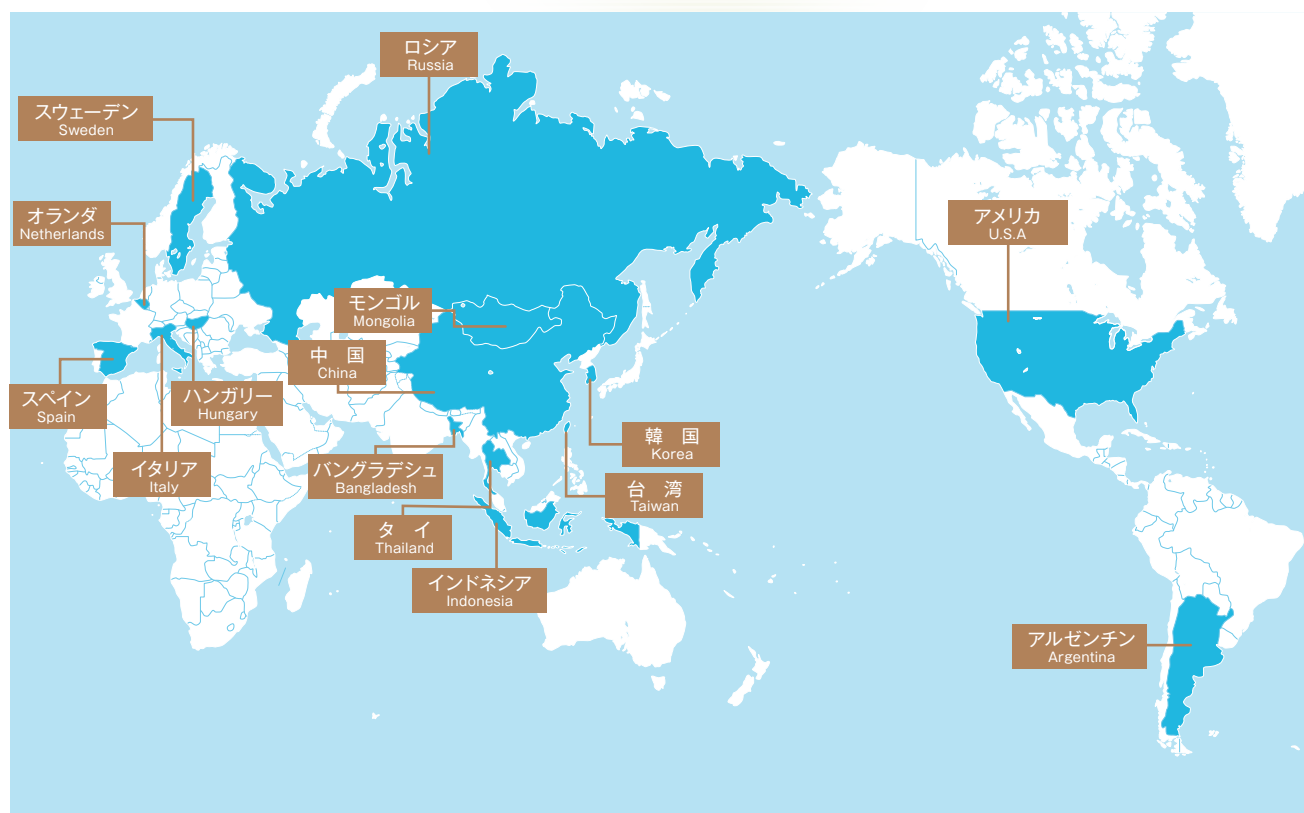 ロシア
Russia
スウェーデン
Sweden
オランダ
Netherlands
アメリカ
U.S.A
モンゴル
Mongolia
中　国
China
スペイン
Spain
ハンガリー
Hungary
韓　国
Korea
イタリア
Italy
バングラデシュ
Bangladesh
台　湾
Taiwan
タ　イ
Thailand
インドネシア
Indonesia
アルゼンチン
Argentina